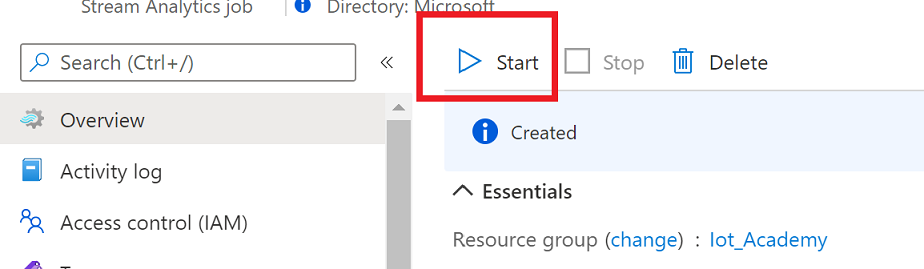 Stream Analytics job Directory: Microsoft
Search (Ctrl+/) « Start Stop Delete
Overview
Created
Activity log
Essentials
Access control (IAM)
Resource group (change) : Iot_Academy